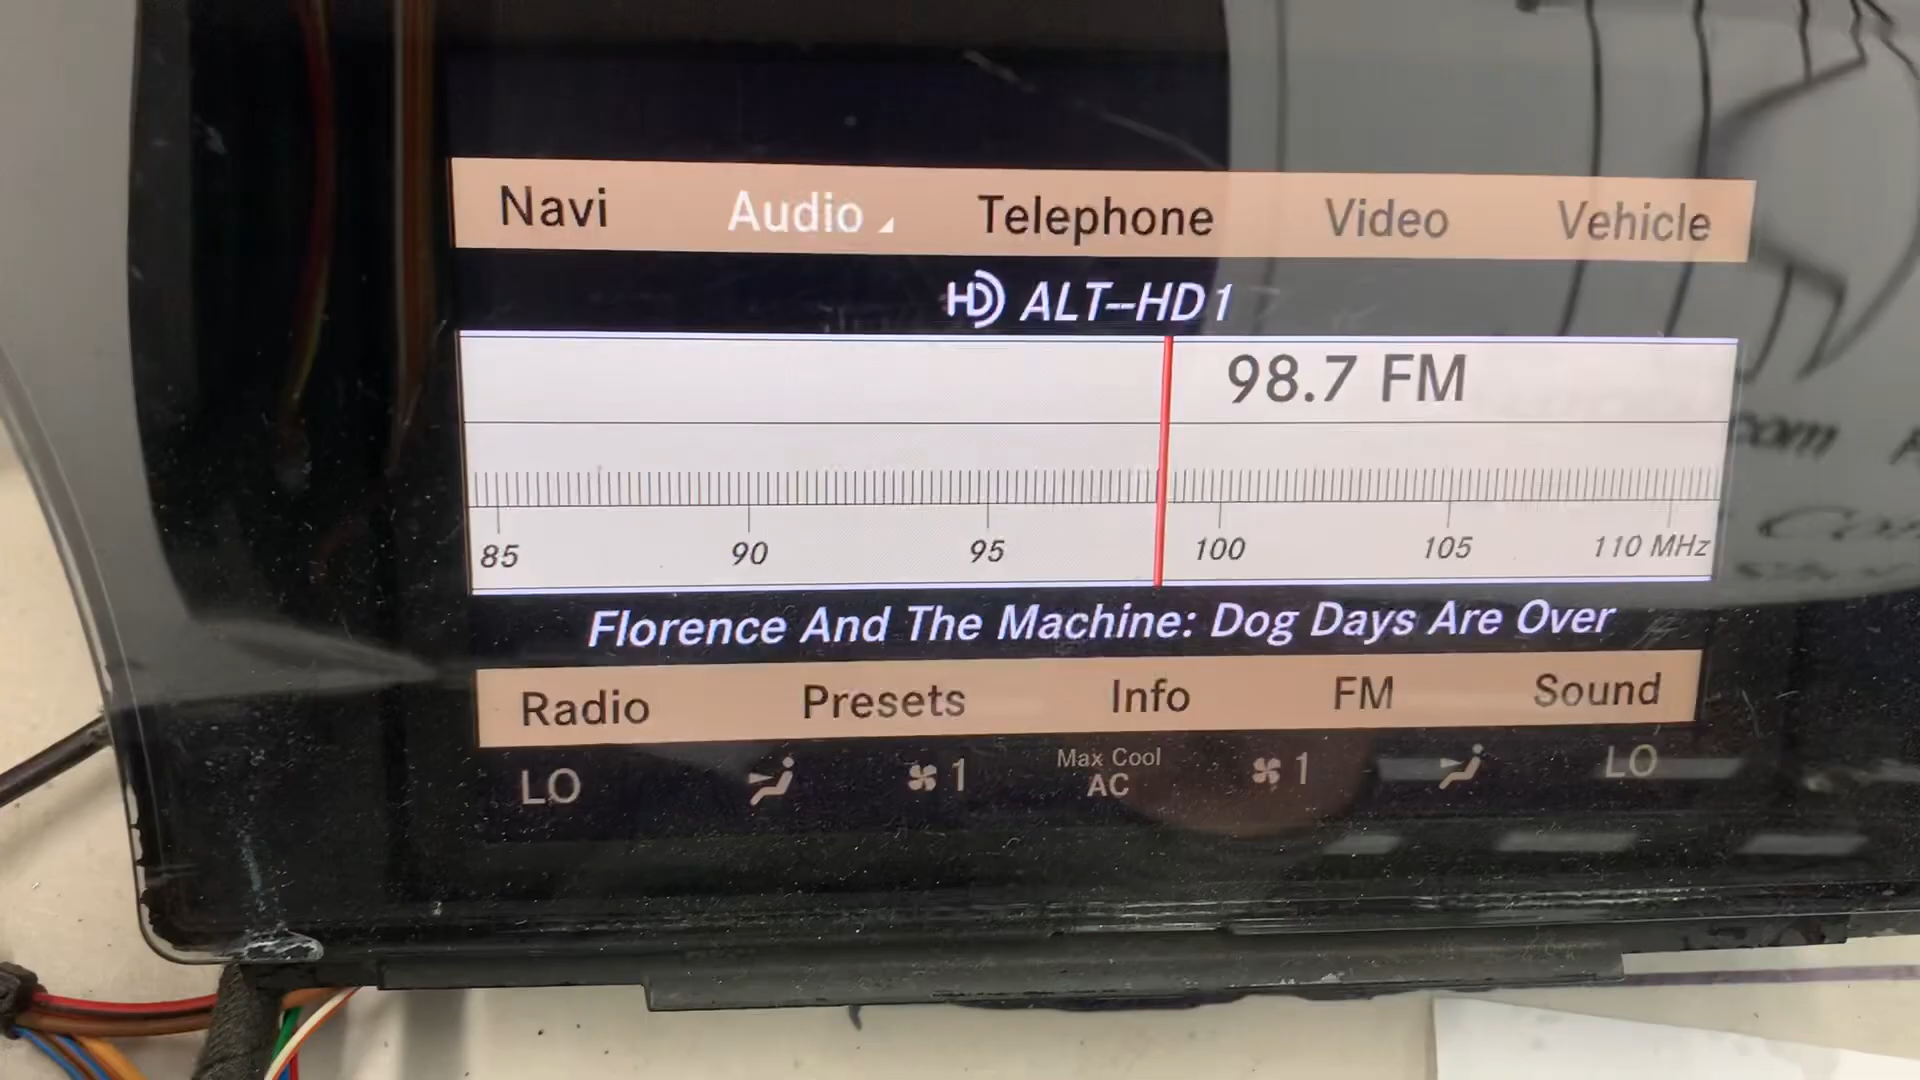 Navi Audio Telephone Video Vehicle
HD ALT-HD1
98.7 FM
85 90 95 100 105 110 MHz
Florence And The Machine: Dog Days Are Over
Radio Presets Info FM Sound
LO 1 Max Cool AC 1 LO
com